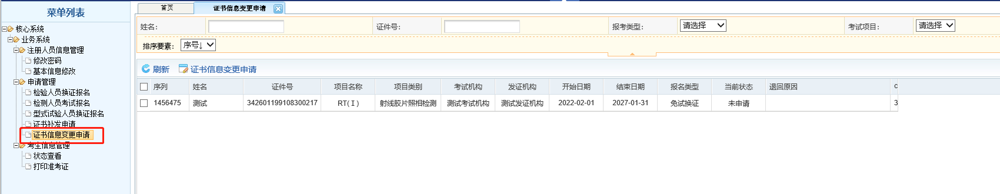 菜单列表
核心系统
业务系统
注册人员信息管理
修改密码
基本信息修改
申请管理
检验人员换证报名
检测人员考试报名
型式试验人员换证报名
证书补发申请
证书信息变更申请
考生信息管理
状态查看
打印准考证
首页 证书信息变更申请
姓名： 证件号： 报考类型： 请选择 考试项目： 请选择
排序要素： 序号↓
刷新 证书信息变更申请
序列 姓名 证件号 项目名称 项目类别 考试机构 发证机构 开始日期 结束日期 报名类型 当前状态 退回原因 c
1456475 测试 342601199108300217 RT(Ⅰ) 射线胶片照相检测 测试考试机构 测试发证机构 2022-02-01 2027-01-31 免试换证 未申请 3